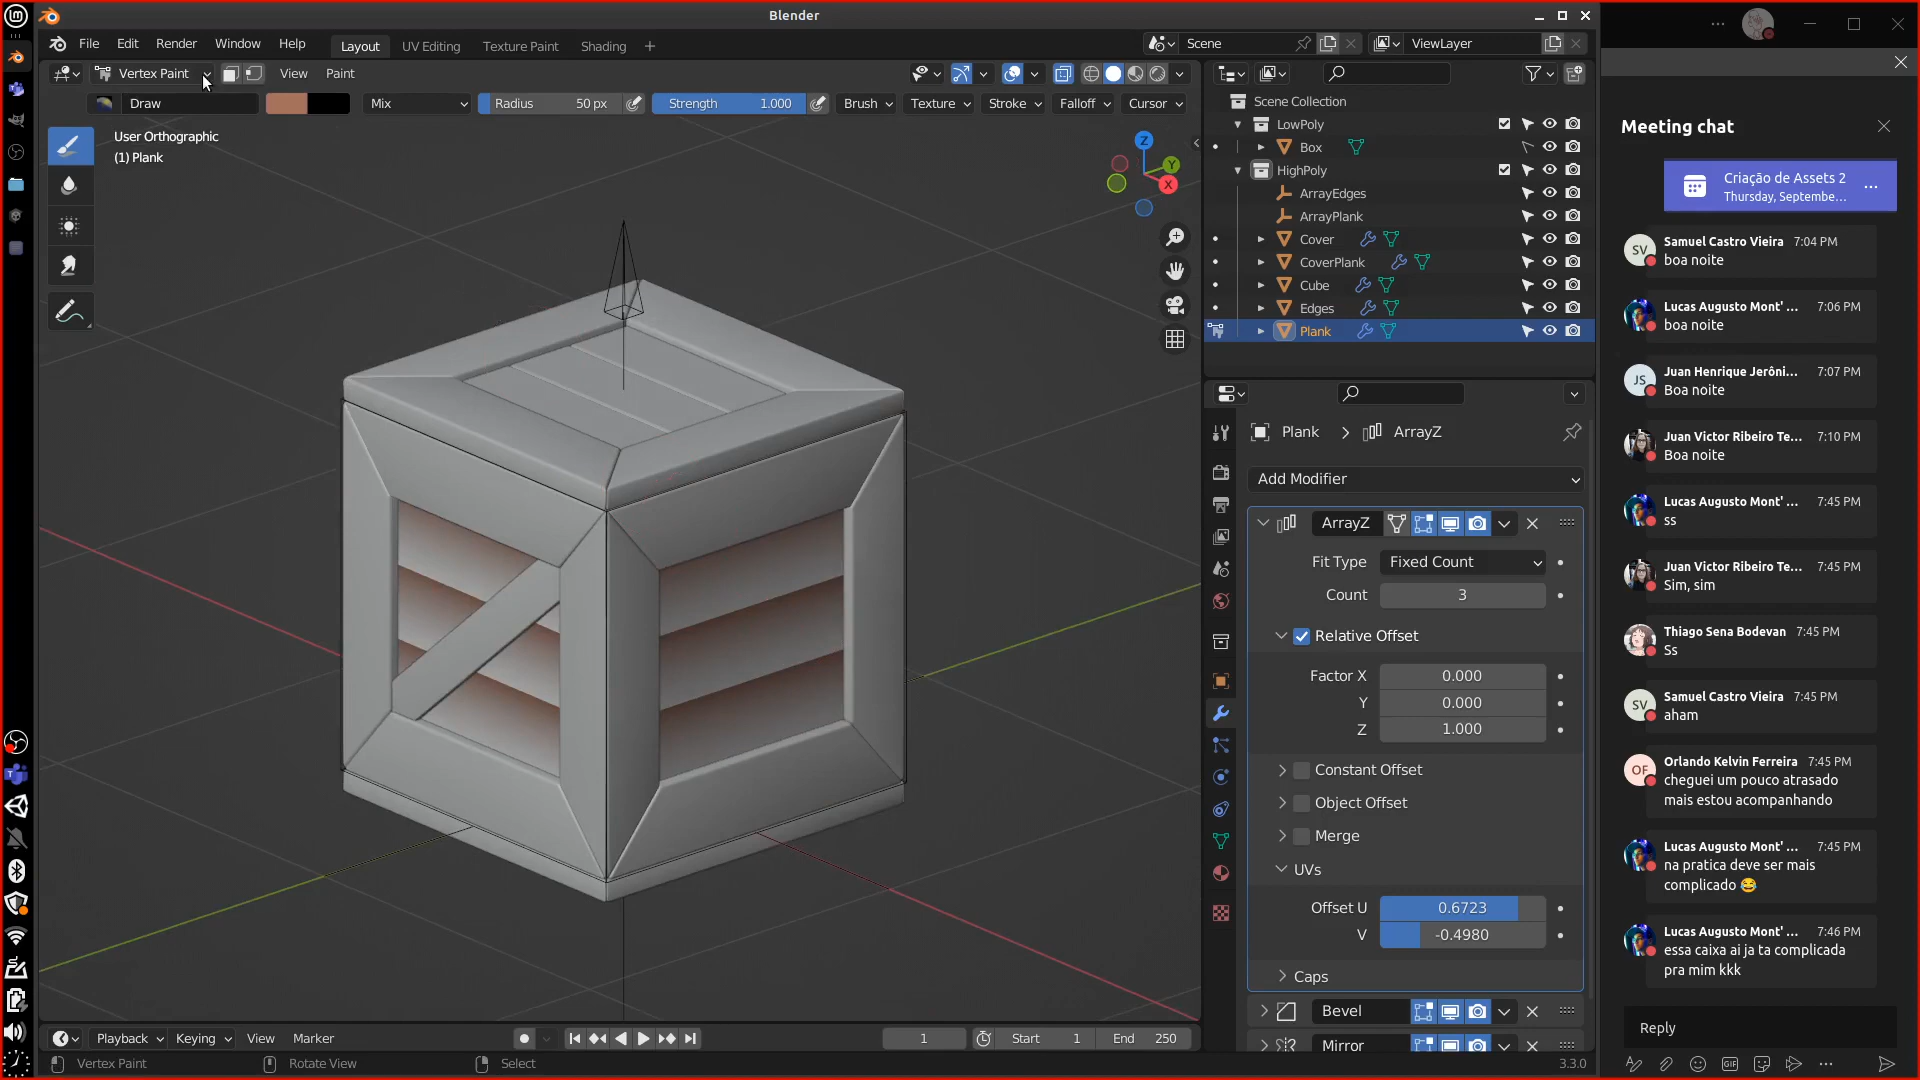 Blender
File Edit Render Window Help Layout UV Editing Texture Paint Shading
Scene ViewLayer
Vertex Paint View Paint
Draw Mix Radius 50 px Strength 1.000 Brush Texture Stroke Falloff Cursor
User Orthographic
(1) Plank
Z
Y
X
Scene Collection
LowPoly
Box
HighPoly
ArrayEdges
ArrayPlank
Cover
CoverPlank
Cube
Edges
Plank
Plank ArrayZ
Add Modifier
ArrayZ
Fit Type Fixed Count
Count 3
Relative Offset
Factor X 0.000
Y 0.000
Z 1.000
Constant Offset
Object Offset
Merge
UVs
Offset U 0.6723
V -0.4980
Caps
Bevel
Mirror
Playback Keying View Marker 1 Start 1 End 250
Vertex Paint Rotate View Select 3.3.0
Meeting chat
Criação de Assets 2
Thursday, Septembe...
SV Samuel Castro Vieira 7:04 PM
boa noite
Lucas Augusto Mont' ... 7:06 PM
boa noite
JS Juan Henrique Jerôni... 7:07 PM
Boa noite
Juan Victor Ribeiro Te... 7:10 PM
Boa noite
Lucas Augusto Mont' ... 7:45 PM
ss
Juan Victor Ribeiro Te... 7:45 PM
Sim, sim
Thiago Sena Bodevan 7:45 PM
Ss
SV Samuel Castro Vieira 7:45 PM
aham
OF Orlando Kelvin Ferreira 7:45 PM
cheguei um pouco atrasado
mais estou acompanhando
Lucas Augusto Mont' ... 7:45 PM
na pratica deve ser mais
complicado 😂
Lucas Augusto Mont' ... 7:46 PM
essa caixa ai ja ta complicada
pra mim kkk
Reply
GIF